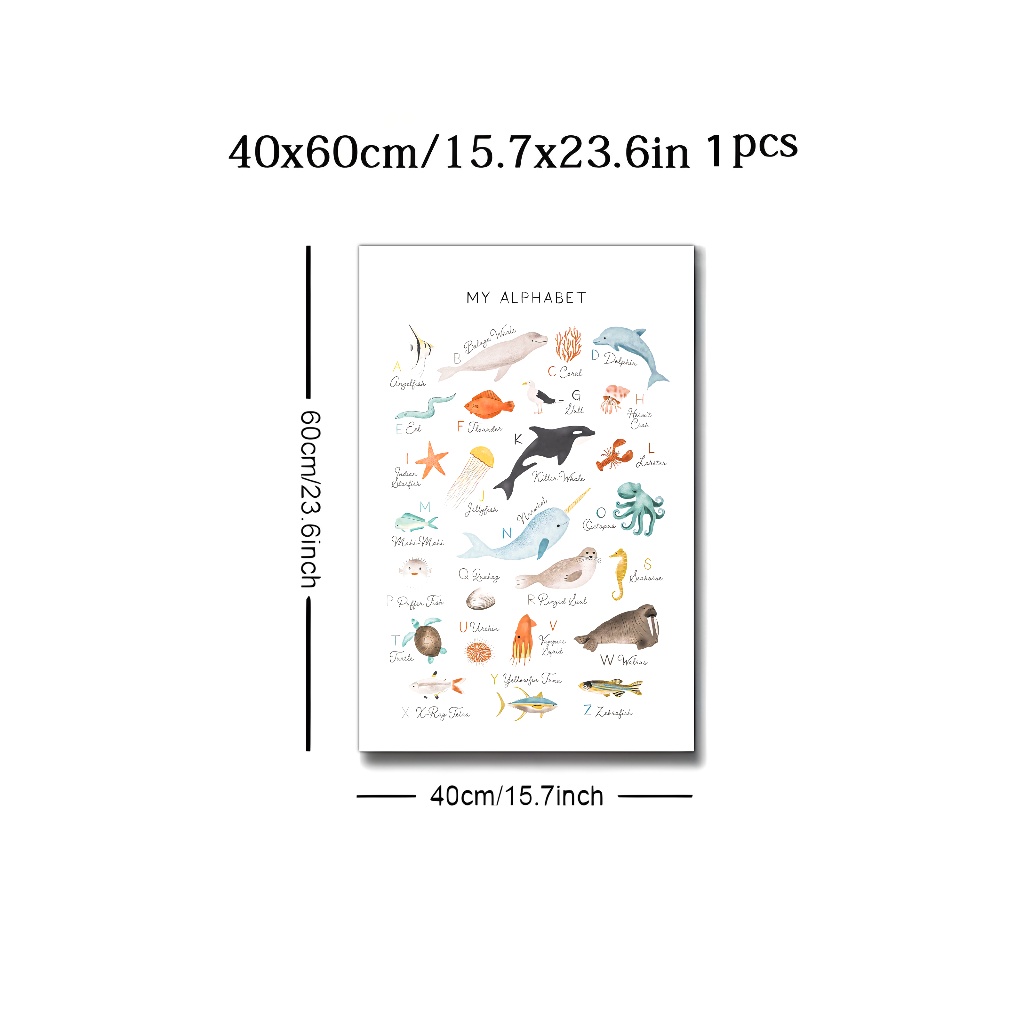 40x60cm/15.7x23.6in 1pcs
MY ALPHABET
A
Angelfish
B
Beluga Whale
C Coral
D Dolphin
E Eel
F Flounder
G
Gull
H
Hermit
Crab
I
Indian
Starfish
J
Jellyfish
K
Killer Whale
L
Lobster
M
Mahi-Mahi
N
Narwhal
O
Octopus
P Puffer Fish
Q Quahog
R Ringed Seal
S
Seahorse
T
Turtle
U Urchin
V
Squid
W Walrus
X X-Ray Tetra
Y Yellowfin Tuna
Z Zebrafish
60cm/23.6inch
40cm/15.7inch